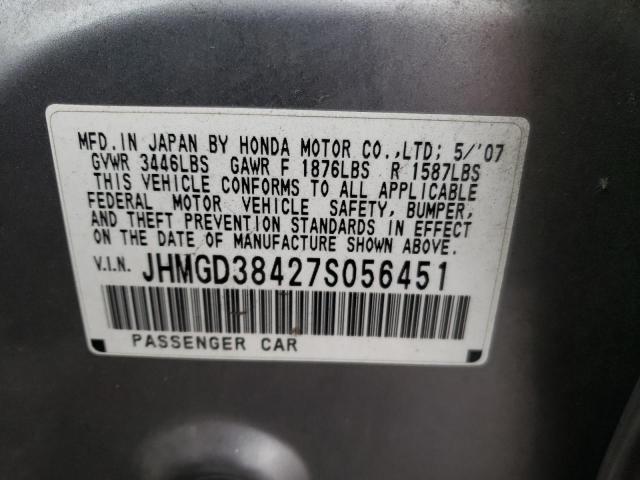 MFD. IN JAPAN BY HONDA MOTOR CO.,LTD; 5/'07
GVWR 3446LBS GAWR F 1876LBS R 1587LBS
THIS VEHICLE CONFORMS TO ALL APPLICABLE
FEDERAL MOTOR VEHICLE SAFETY, BUMPER,
AND THEFT PREVENTION STANDARDS IN EFFECT
ON THE DATE OF MANUFACTURE SHOWN ABOVE.
V.I.N. JHMGD38427S056451
PASSENGER CAR